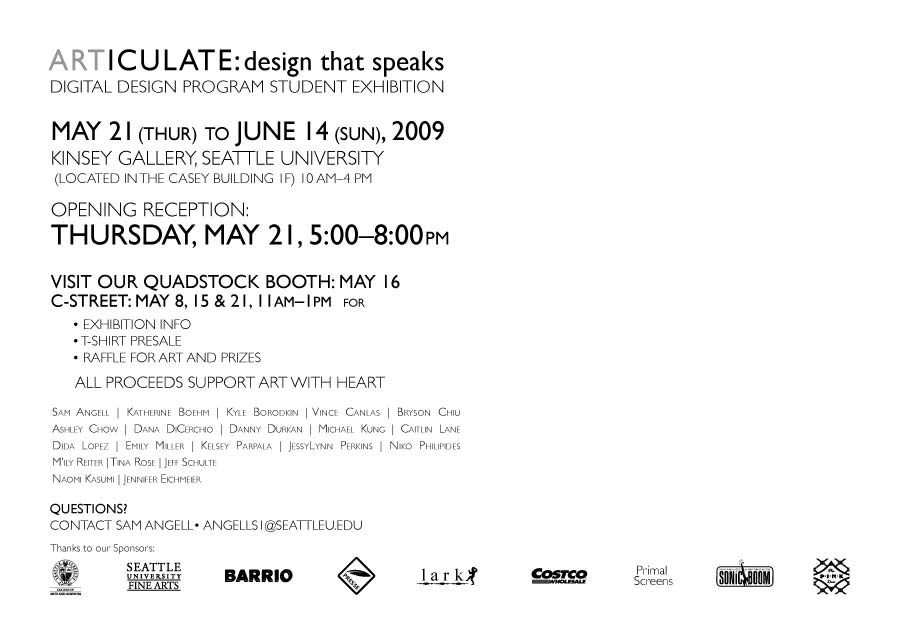 ARTICULATE: design that speaks
DIGITAL DESIGN PROGRAM STUDENT EXHIBITION
MAY 21 (THUR) TO JUNE 14 (SUN), 2009
KINSEY GALLERY, SEATTLE UNIVERSITY
(LOCATED IN THE CASEY BUILDING 1F) 10 AM–4 PM
OPENING RECEPTION:
THURSDAY, MAY 21, 5:00–8:00 PM
VISIT OUR QUADSTOCK BOOTH: MAY 16
C-STREET: MAY 8, 15 & 21, 11AM–1PM FOR
• EXHIBITION INFO
• T-SHIRT PRESALE
• RAFFLE FOR ART AND PRIZES
ALL PROCEEDS SUPPORT ART WITH HEART
SAM ANGELL | KATHERINE BOEHM | KYLE BORODKIN | VINCE CANLAS | BRYSON CHIU
ASHLEY CHOW | DANA DICERCHIO | DANNY DURKAN | MICHAEL KUNG | CAITLIN LANE
DIDA LOPEZ | EMILY MILLER | KELSEY PARPALA | JESSYLYNN PERKINS | NIKO PHILIPIDES
M'ILY REITER | TINA ROSE | JEFF SCHULTE
NAOMI KASUMI | JENNIFER EICHMEIER
QUESTIONS?
CONTACT SAM ANGELL• ANGELLS1@SEATTLEU.EDU
Thanks to our Sponsors:
SEATTLE
UNIVERSITY
FINE ARTS
BARRIO
PRESSE
lark
COSTCO
WHOLESALE
Primal
Screens
SONIC BOOM
PINK